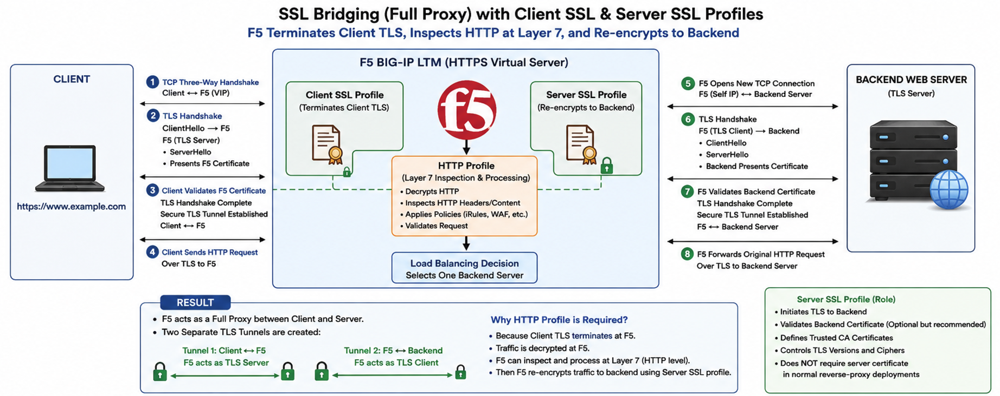 SSL Bridging (Full Proxy) with Client SSL & Server SSL Profiles
F5 Terminates Client TLS, Inspects HTTP at Layer 7, and Re-encrypts to Backend
CLIENT
https://www.example.com
1 TCP Three-Way Handshake
Client ↔ F5 (VIP)
2 TLS Handshake
ClientHello → F5
F5 (TLS Server)
• ServerHello
• Presents F5 Certificate
3 Client Validates F5 Certificate
TLS Handshake Complete
Secure TLS Tunnel Established
Client ↔ F5
4 Client Sends HTTP Request
Over TLS to F5
F5 BIG-IP LTM (HTTPS Virtual Server)
Client SSL Profile
(Terminates Client TLS)
f5
Server SSL Profile
(Re-encrypts to Backend)
HTTP Profile
(Layer 7 Inspection & Processing)
• Decrypts HTTP
• Inspects HTTP Headers/Content
• Applies Policies (iRules, WAF, etc.)
• Validates Request
Load Balancing Decision
Selects One Backend Server
5 F5 Opens New TCP Connection
F5 (Self IP) ↔ Backend Server
6 TLS Handshake
F5 (TLS Client) → Backend
• ClientHello
• ServerHello
• Backend Presents Certificate
7 F5 Validates Backend Certificate
TLS Handshake Complete
Secure TLS Tunnel Established
F5 ↔ Backend Server
8 F5 Forwards Original HTTP Request
Over TLS to Backend Server
BACKEND WEB SERVER
(TLS Server)
RESULT
• F5 acts as a Full Proxy between Client and Server.
• Two Separate TLS Tunnels are created:
Tunnel 1: Client ↔ F5
F5 acts as TLS Server
Tunnel 2: F5 ↔ Backend
F5 acts as TLS Client
Why HTTP Profile is Required?
• Because Client TLS terminates at F5.
• Traffic is decrypted at F5.
• F5 can inspect and process at Layer 7 (HTTP level).
• Then F5 re-encrypts traffic to backend using Server SSL profile.
Server SSL Profile (Role)
• Initiates TLS to Backend
• Validates Backend Certificate (Optional but recommended)
• Defines Trusted CA Certificates
• Controls TLS Versions and Ciphers
• Does NOT require server certificate
in normal reverse-proxy deployments